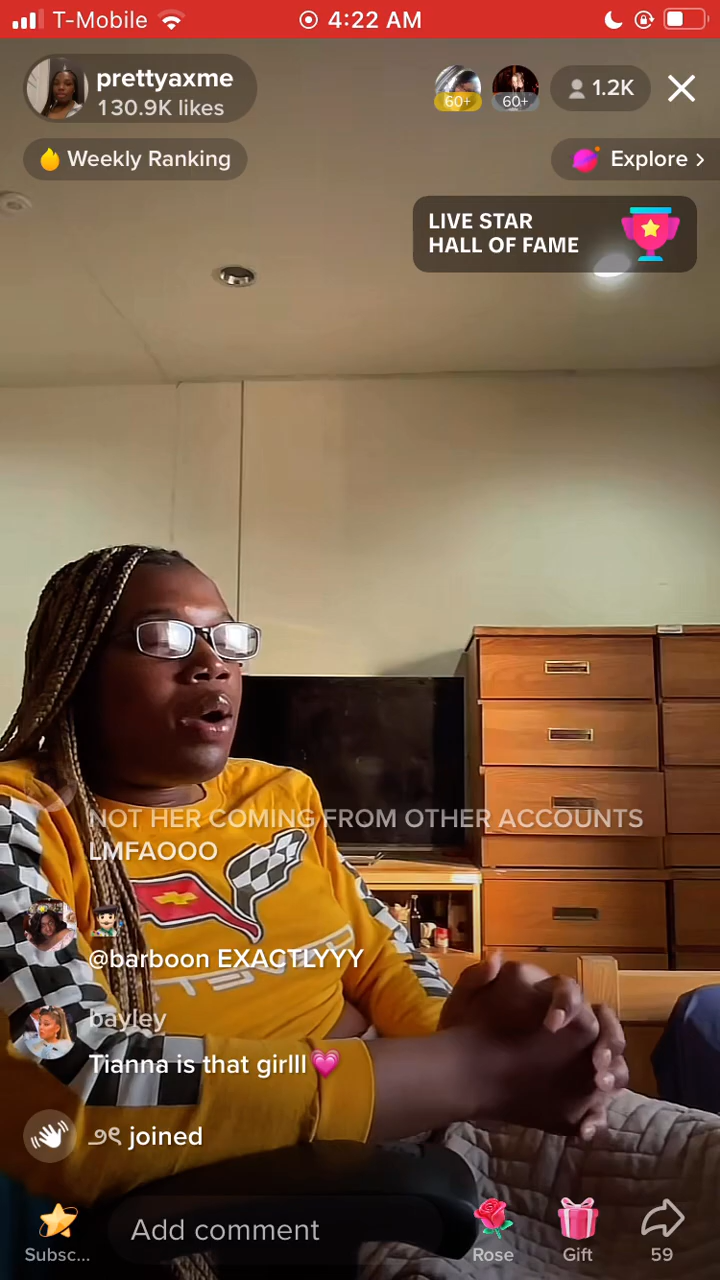 T-Mobile 4:22 AM
prettyaxme
130.9K likes
60+ 60+
1.2K
Weekly Ranking
Explore >
LIVE STAR
HALL OF FAME
NOT HER COMING FROM OTHER ACCOUNTS
LMFAOOO
@barboon EXACTLYYY
bayley
Tianna is that girlll💗
୨୧ joined
Add comment
Subsc...
Rose
Gift
59